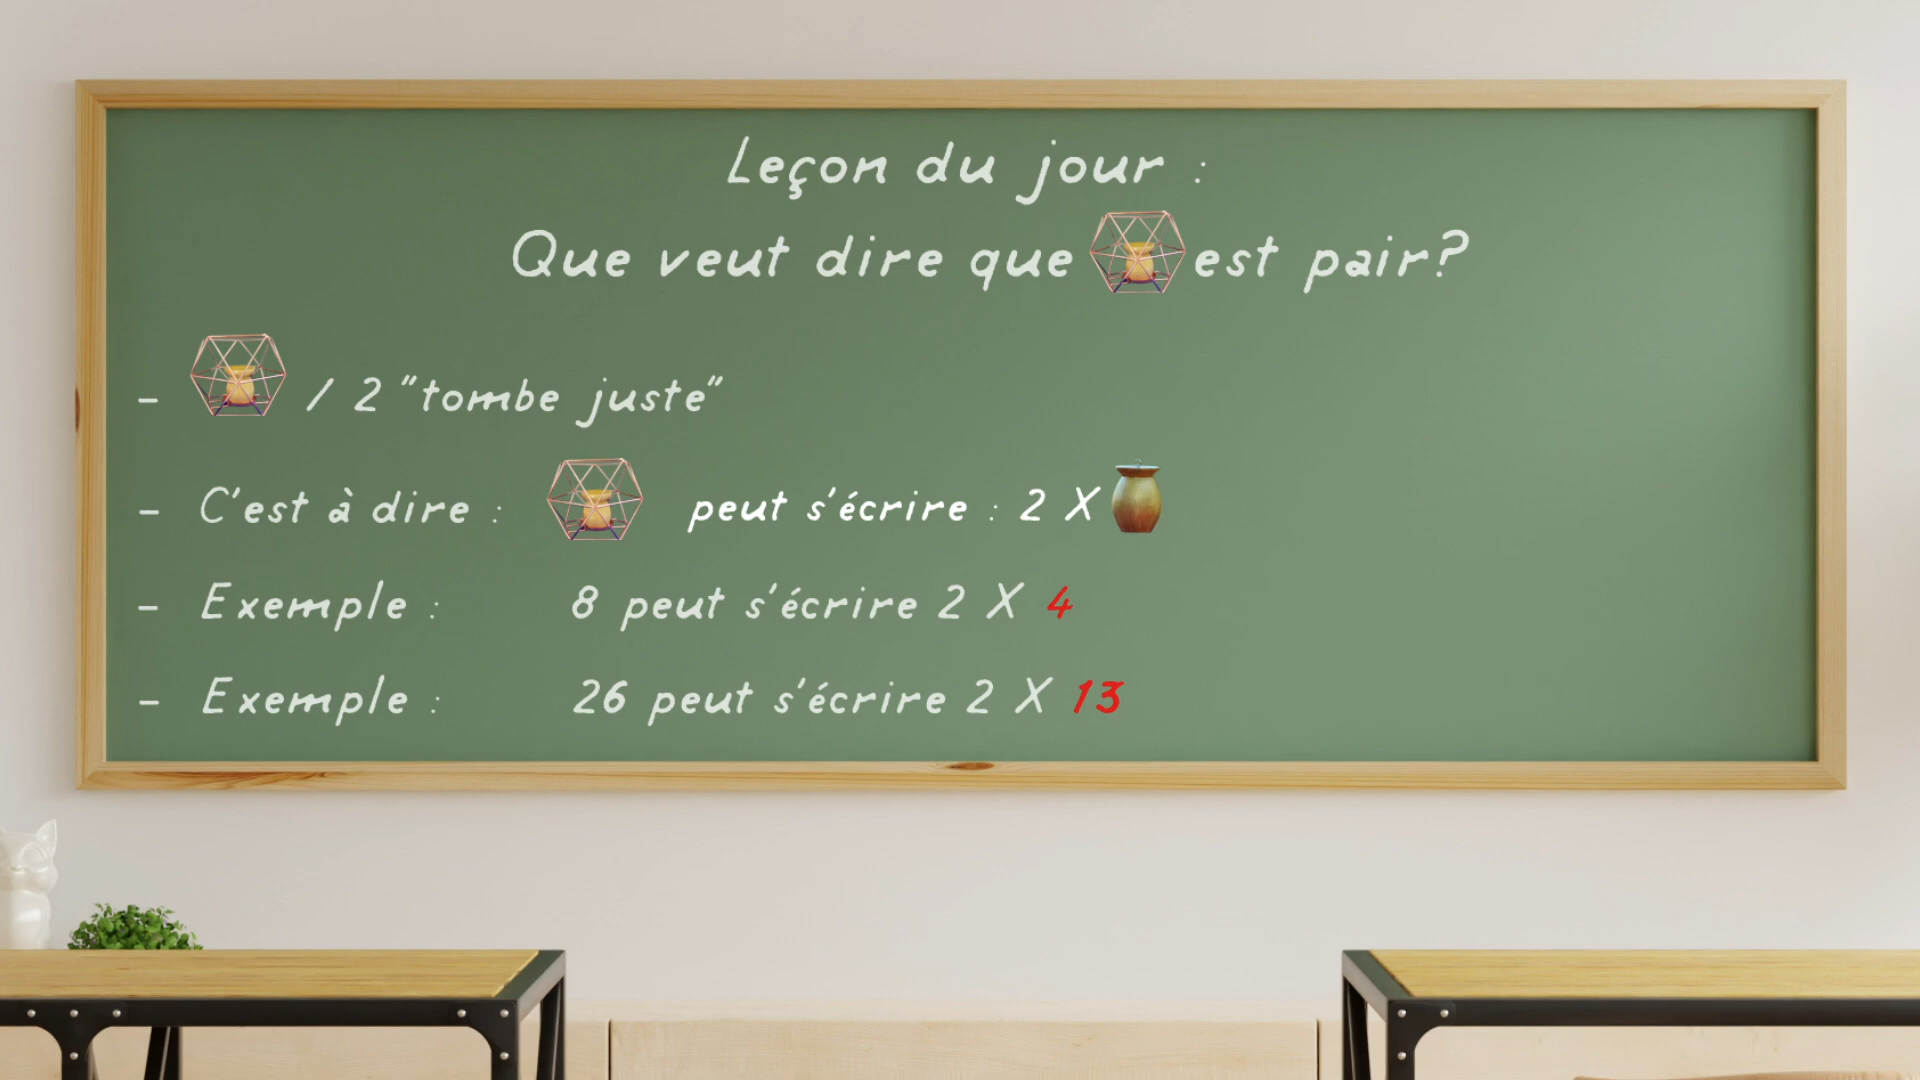 Leçon du jour :
Que veut dire que est pair?
- / 2 "tombe juste"
- C'est à dire : peut s'écrire : 2 X
- Exemple : 8 peut s'écrire 2 X 4
- Exemple : 26 peut s'écrire 2 X 13